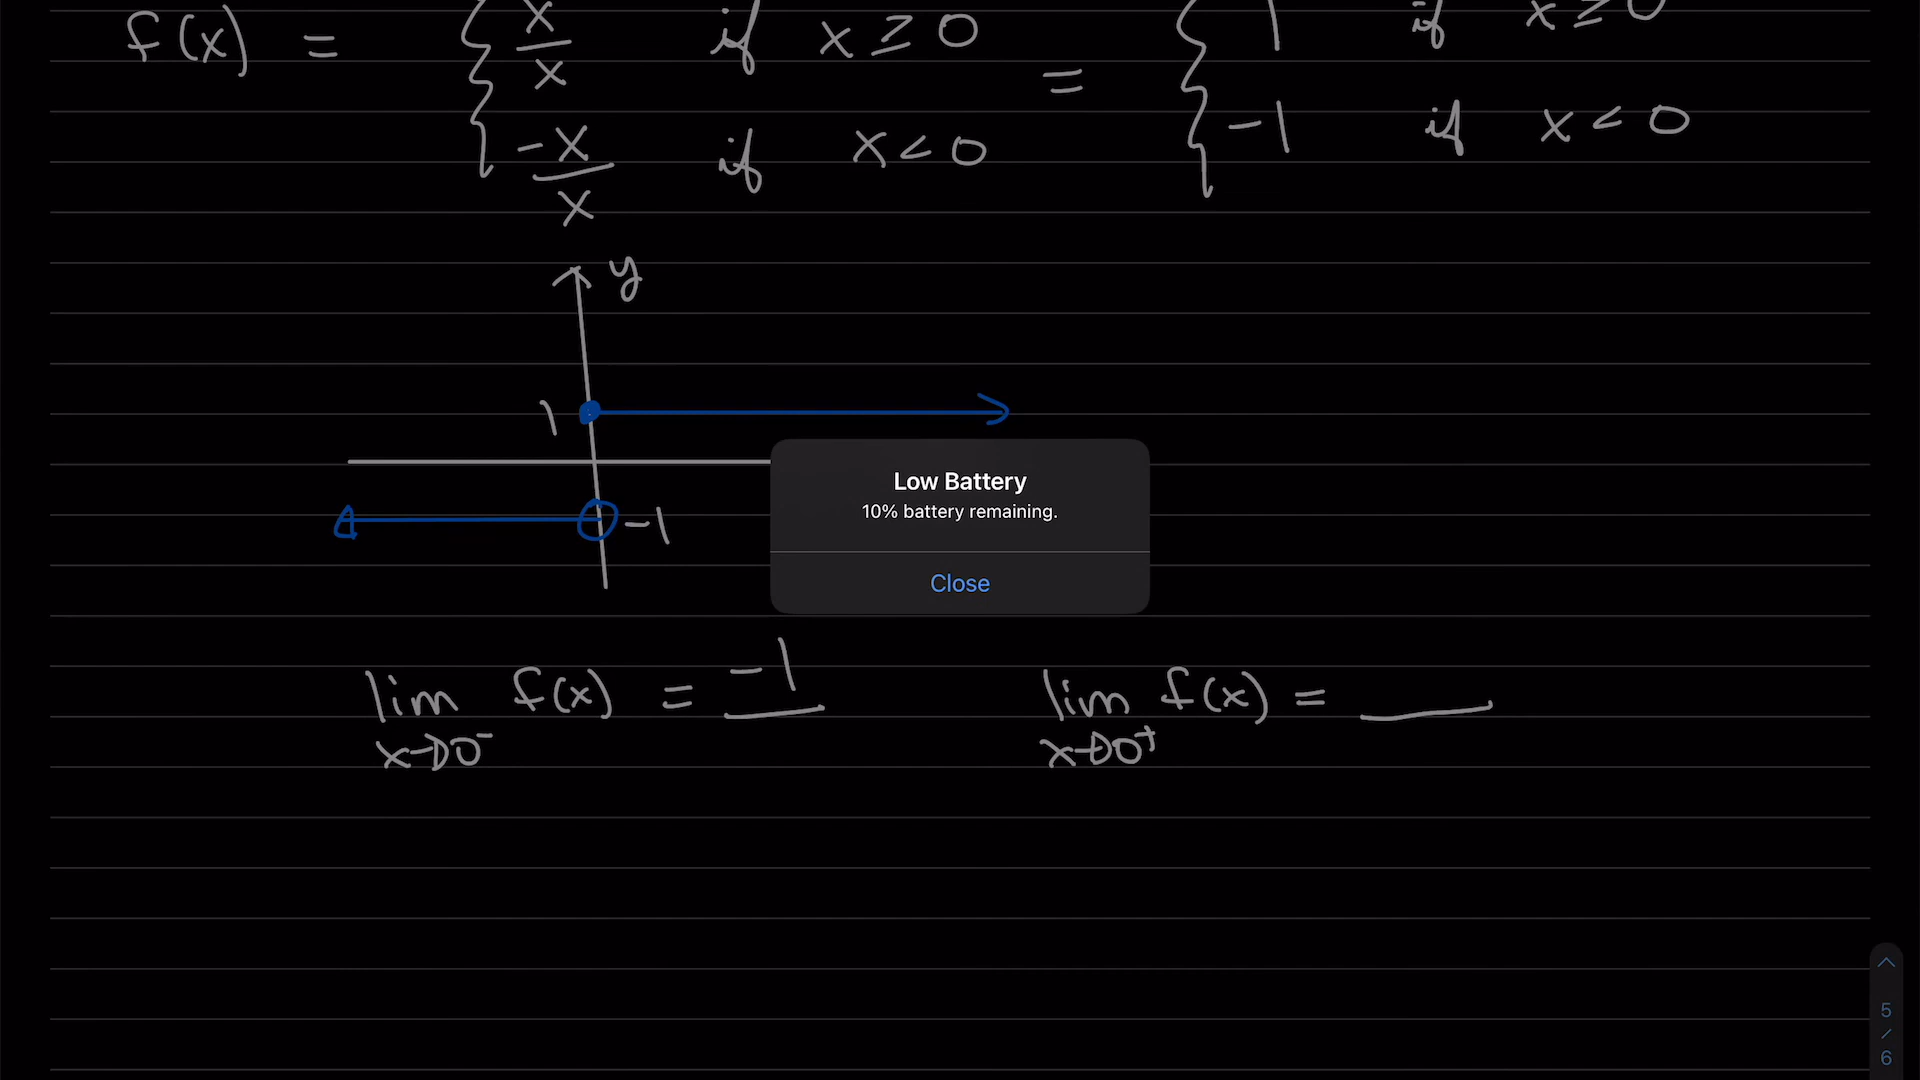 f(x) = { x/x if x ≥ 0 = { 1 if x ≥ 0
-x/x if x < 0 -1 if x < 0
y
1
-1
Low Battery
10% battery remaining.
Close
lim x→0⁻ f(x) = -1 lim x→0⁺ f(x) = __
5
/
6